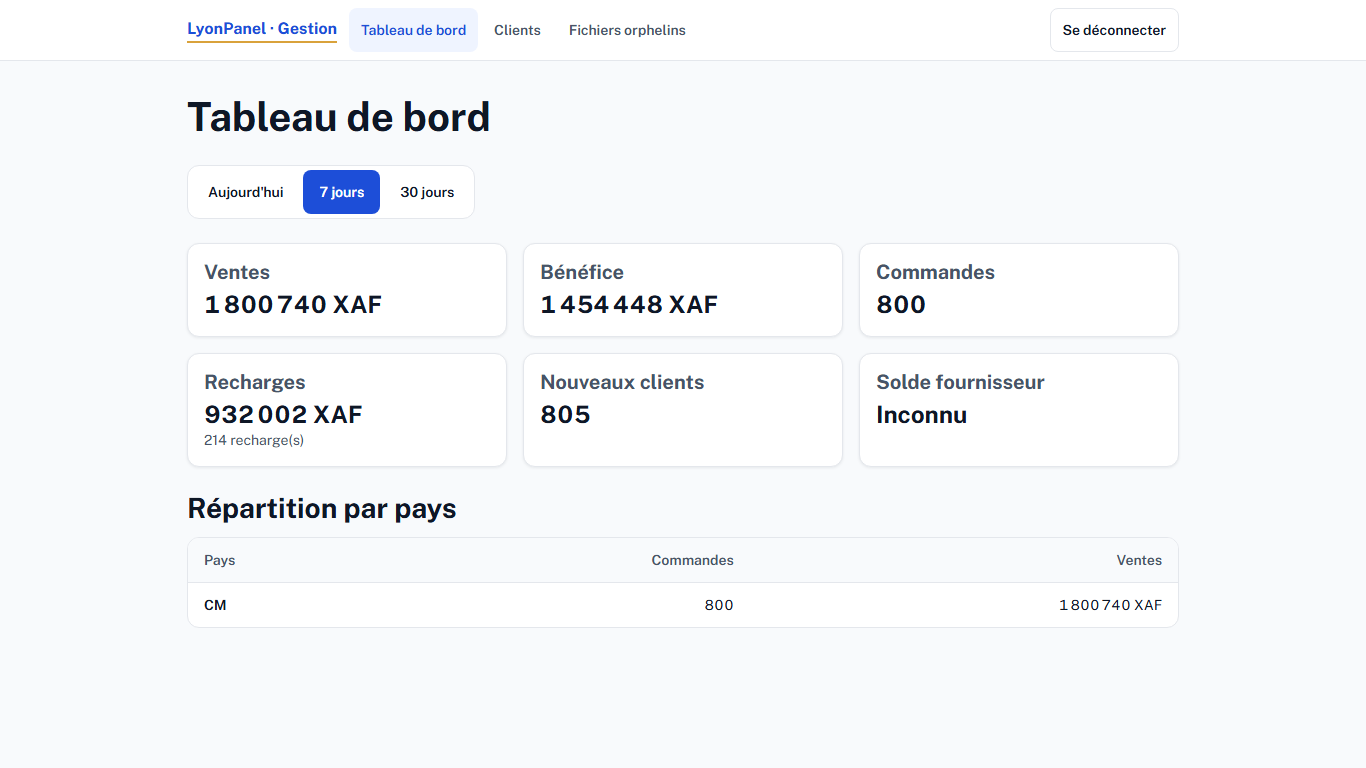 LyonPanel · Gestion
Tableau de bord
Clients
Fichiers orphelins
Se déconnecter
Tableau de bord
Aujourd'hui
7 jours
30 jours
Ventes
1 800 740 XAF
Bénéfice
1 454 448 XAF
Commandes
800
Recharges
932 002 XAF
214 recharge(s)
Nouveaux clients
805
Solde fournisseur
Inconnu
Répartition par pays
Pays Commandes Ventes
CM 800 1 800 740 XAF